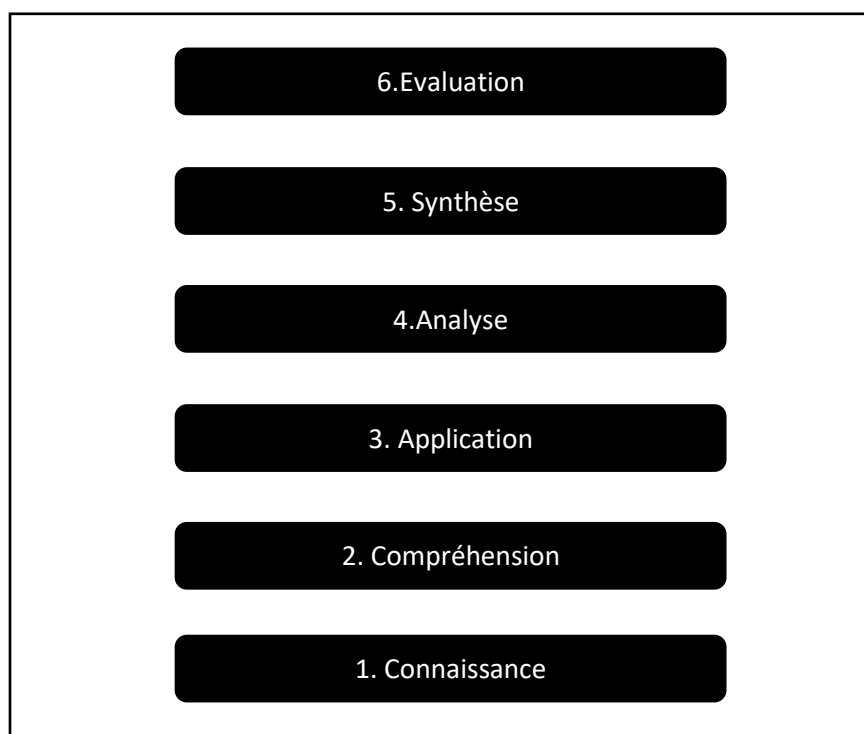 6.Evaluation
5. Synthèse
4.Analyse
3. Application
2. Compréhension
1. Connaissance